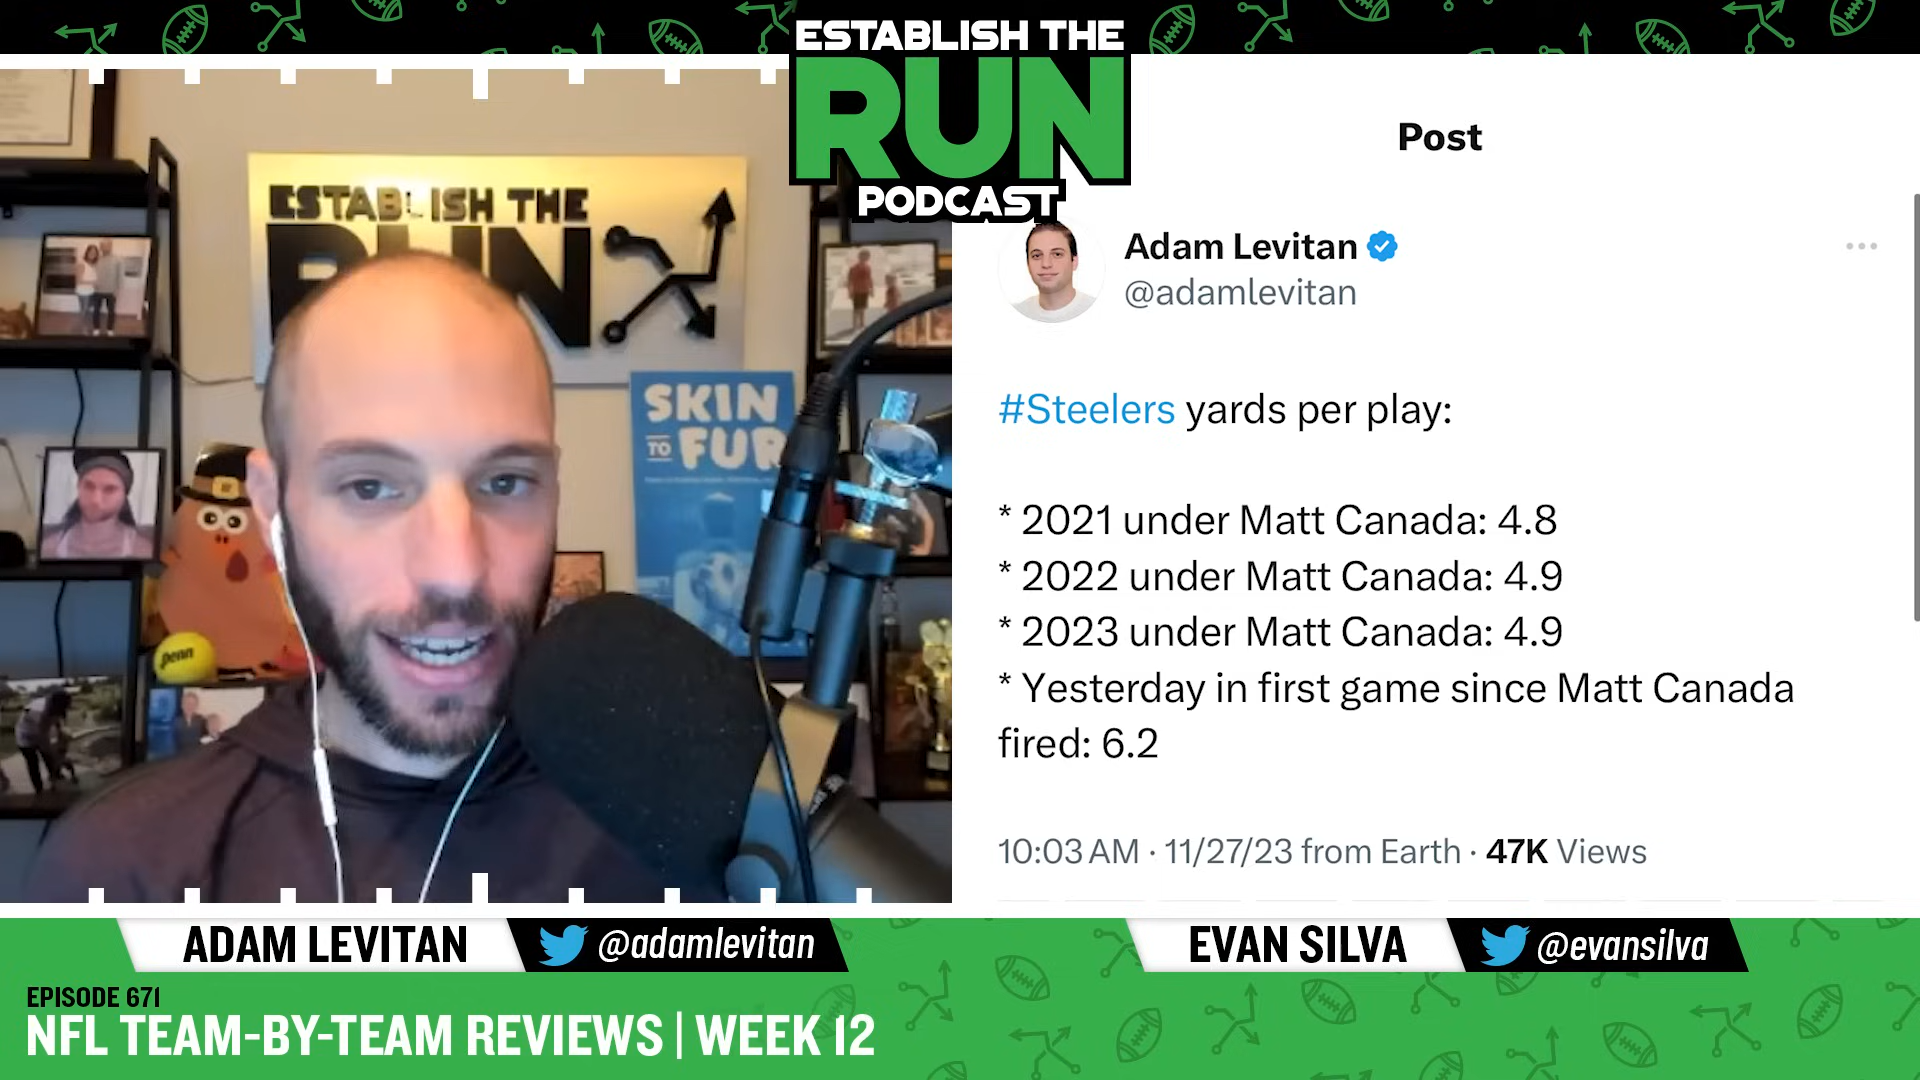 ESTABLISH THE
RUN
PODCAST
ESTABLISH THE
RUN
SKIN
TO FUR
penn
Post
Adam Levitan
@adamlevitan
#Steelers yards per play:
* 2021 under Matt Canada: 4.8
* 2022 under Matt Canada: 4.9
* 2023 under Matt Canada: 4.9
* Yesterday in first game since Matt Canada
fired: 6.2
10:03 AM · 11/27/23 from Earth · 47K Views
ADAM LEVITAN @adamlevitan
EVAN SILVA @evansilva
EPISODE 671
NFL TEAM-BY-TEAM REVIEWS | WEEK 12